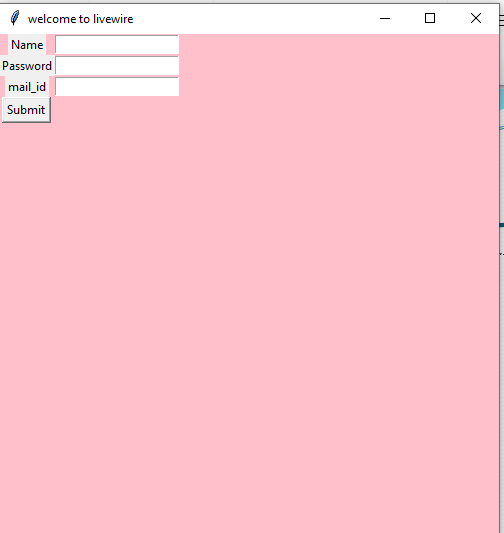 welcome to livewire
Name
Password
mail_id
Submit